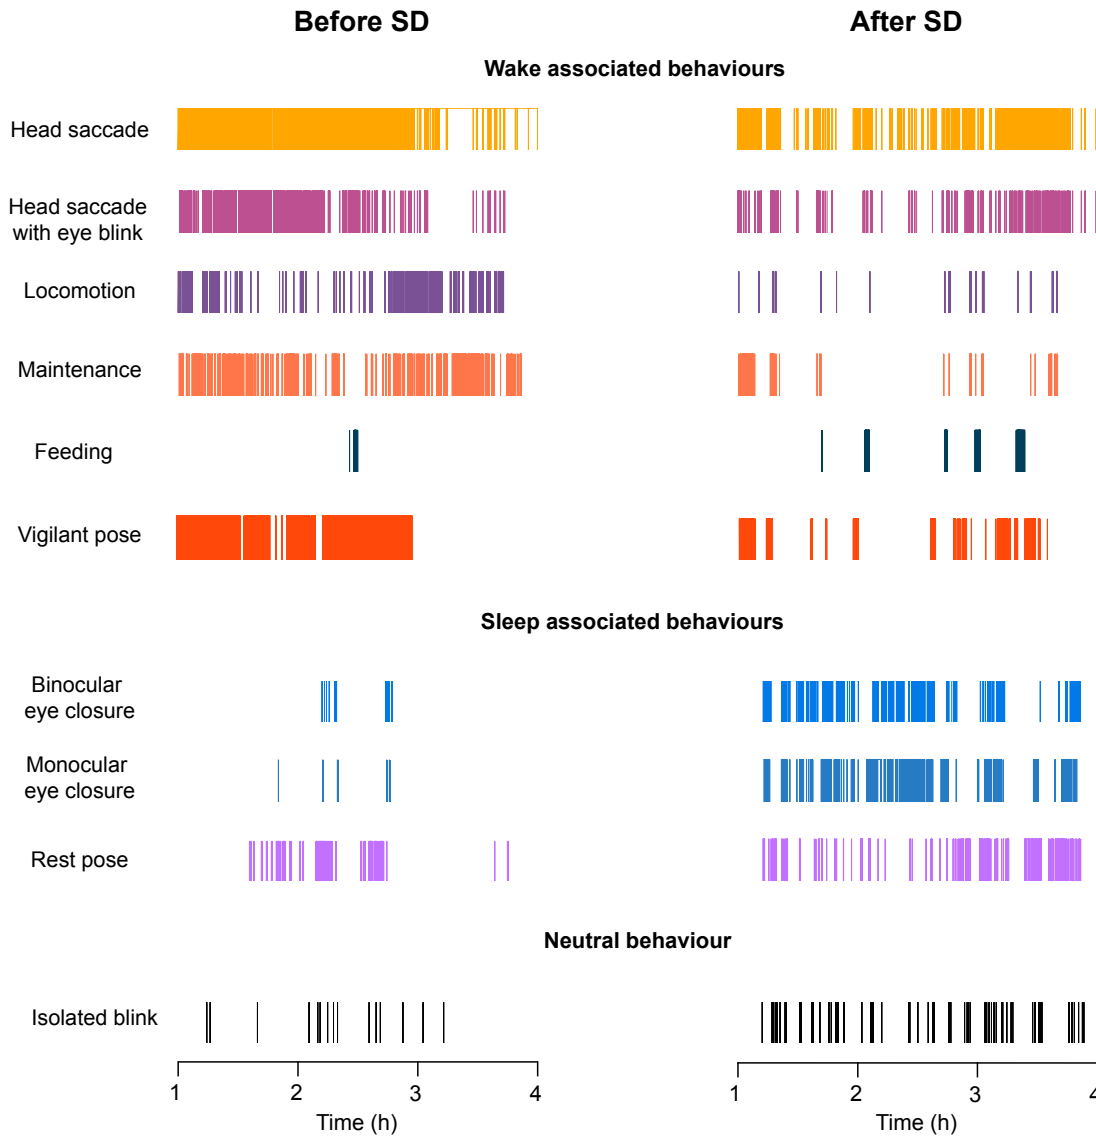 Before SD
After SD
Wake associated behaviours
Head saccade
Head saccade
with eye blink
Locomotion
Maintenance
Feeding
Vigilant pose
Sleep associated behaviours
Binocular
eye closure
Monocular
eye closure
Rest pose
Neutral behaviour
Isolated blink
1 2 3 4
1 2 3 4
Time (h)
Time (h)